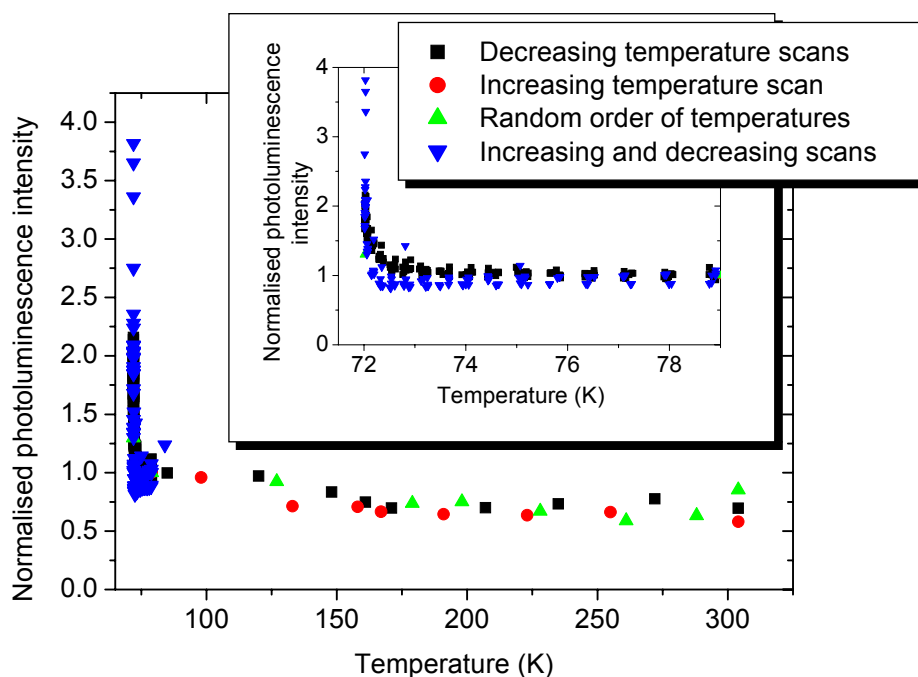 Decreasing temperature scans
Increasing temperature scan
Random order of temperatures
Increasing and decreasing scans
4
3
2
1
0
72
74
76
78
Temperature (K)
Normalised photoluminescence
intensity
4.0
3.5
3.0
2.5
2.0
1.5
1.0
0.5
0.0
100
150
200
250
300
Temperature (K)
Normalised photoluminescence intensity